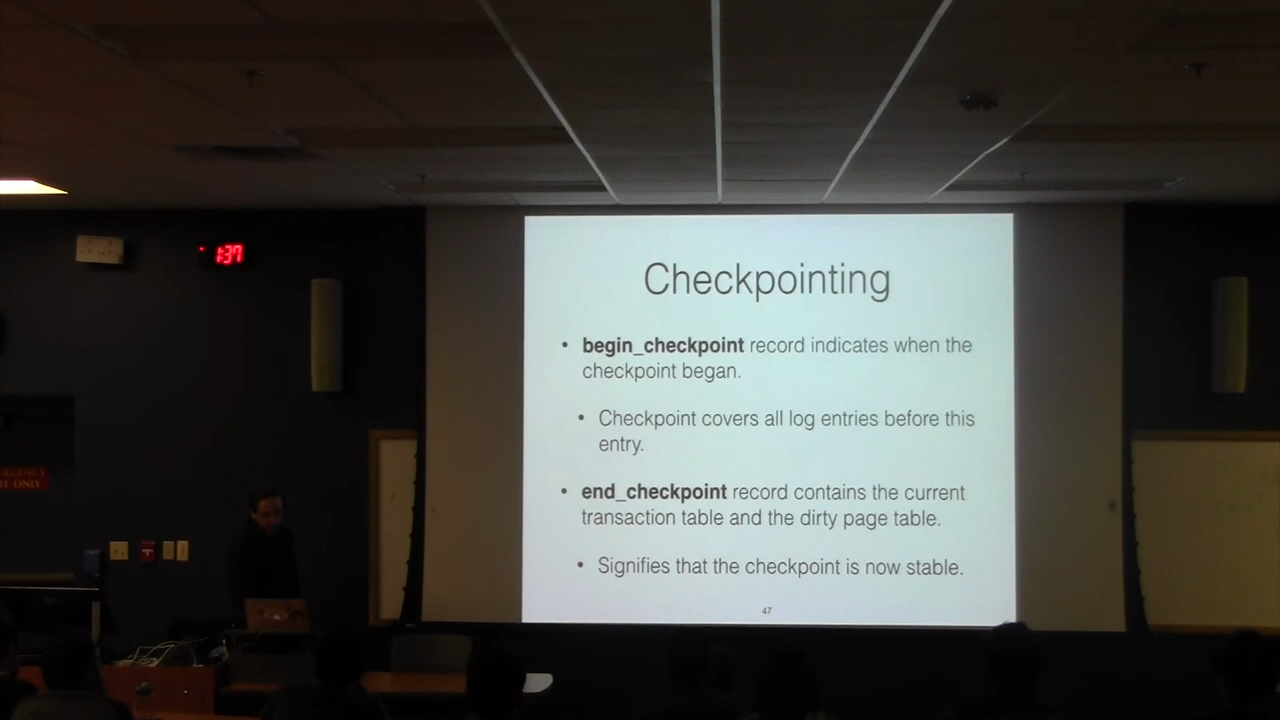 1:37
Checkpointing
• begin_checkpoint record indicates when the
checkpoint began.
• Checkpoint covers all log entries before this
entry.
• end_checkpoint record contains the current
transaction table and the dirty page table.
• Signifies that the checkpoint is now stable.
47
ONLY